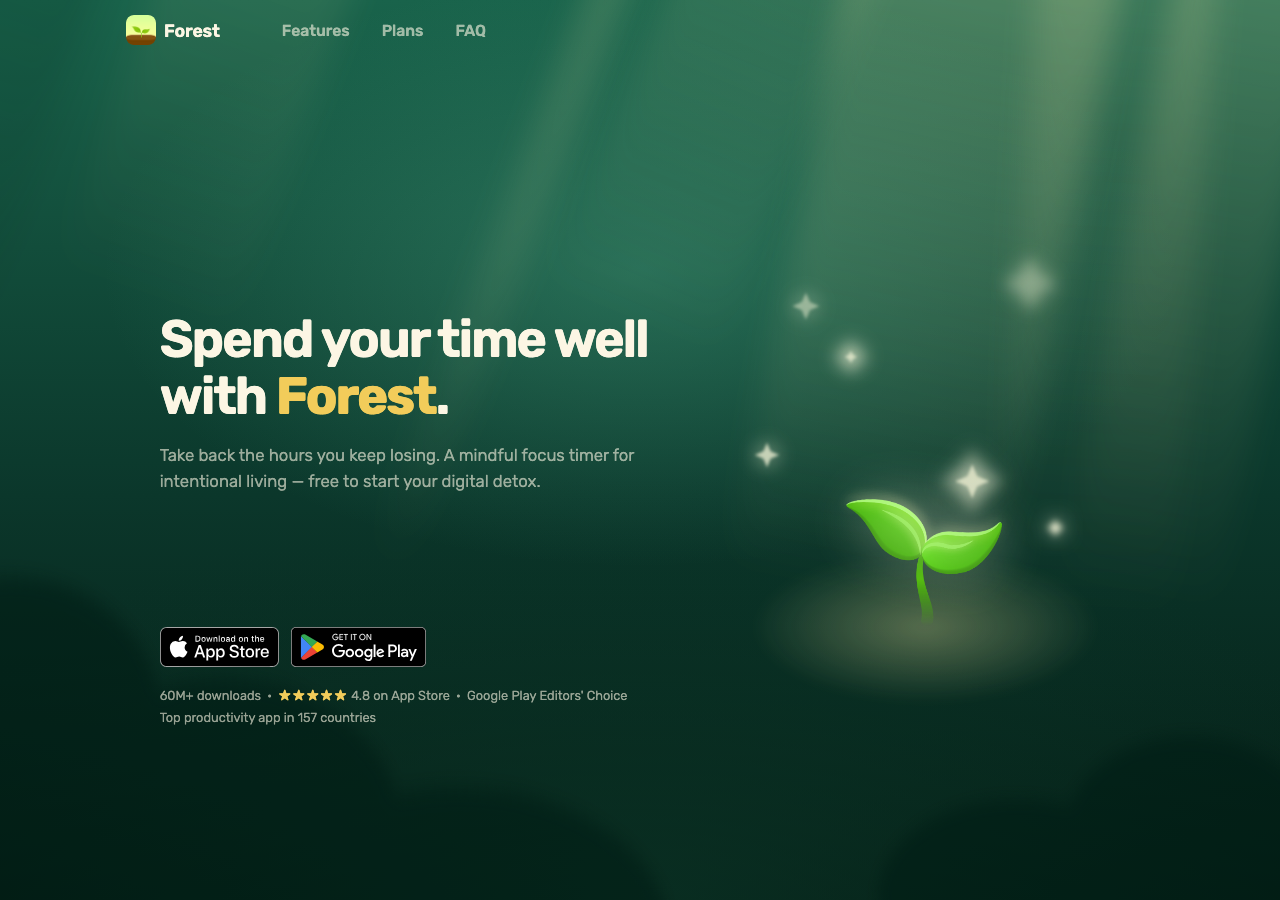 Forest
Features
Plans
FAQ
Spend your time well
with Forest.
Take back the hours you keep losing. A mindful focus timer for
intentional living — free to start your digital detox.
Download on the
App Store
GET IT ON
Google Play
60M+ downloads • ⭐⭐⭐⭐⭐ 4.8 on App Store • Google Play Editors' Choice
Top productivity app in 157 countries